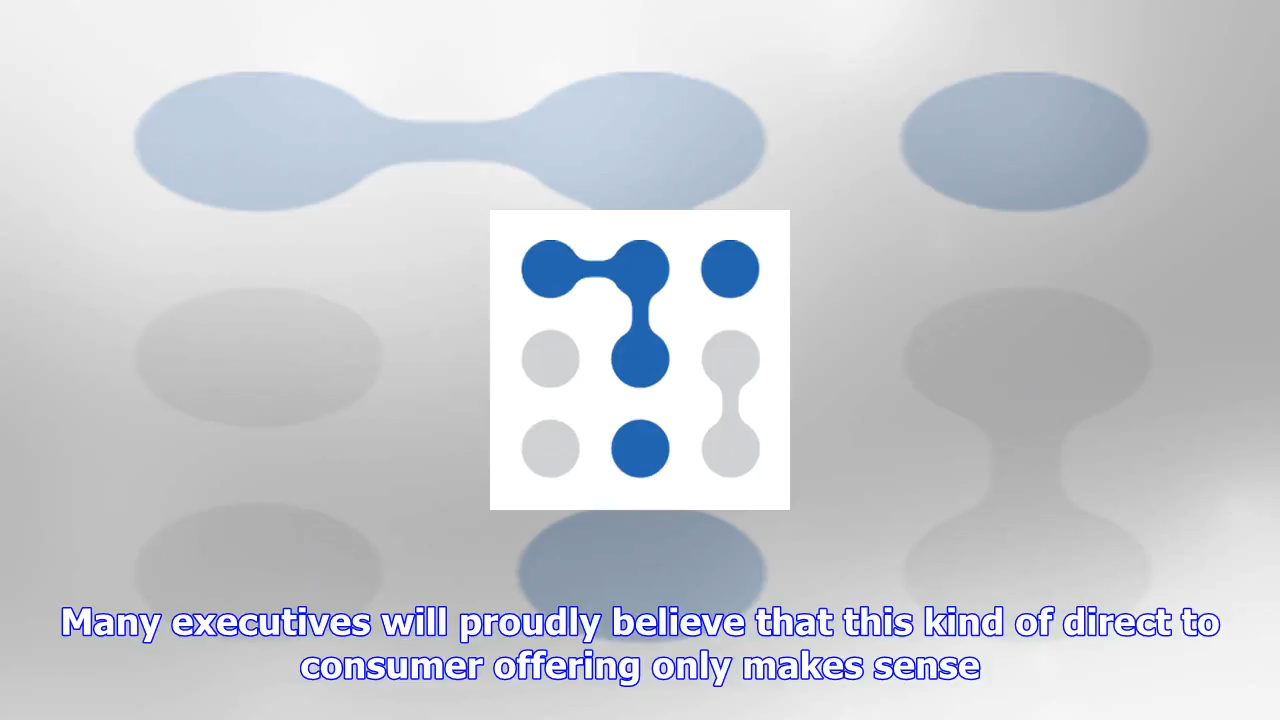 Many executives will proudly believe that this kind of direct to
consumer offering only makes sense